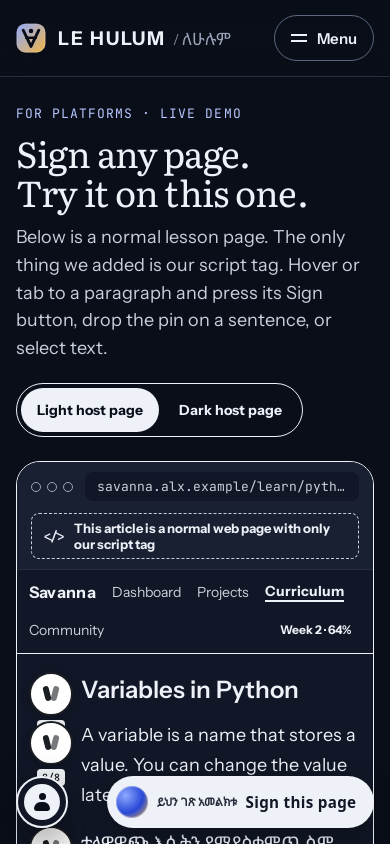 LE HULUM / ለሁሉም
Menu
FOR PLATFORMS · LIVE DEMO
Sign any page.
Try it on this one.
Below is a normal lesson page. The only
thing we added is our script tag. Hover or
tab to a paragraph and press its Sign
button, drop the pin on a sentence, or
select text.
Light host page
Dark host page
savanna.alx.example/learn/pyth…
</> This article is a normal web page with only
our script tag
Savanna Dashboard Projects Curriculum
Community Week 2 · 64%
Variables in Python
A variable is a name that stores a
value. You can change the value
ይህን ገጽ አመልክቱ Sign this page